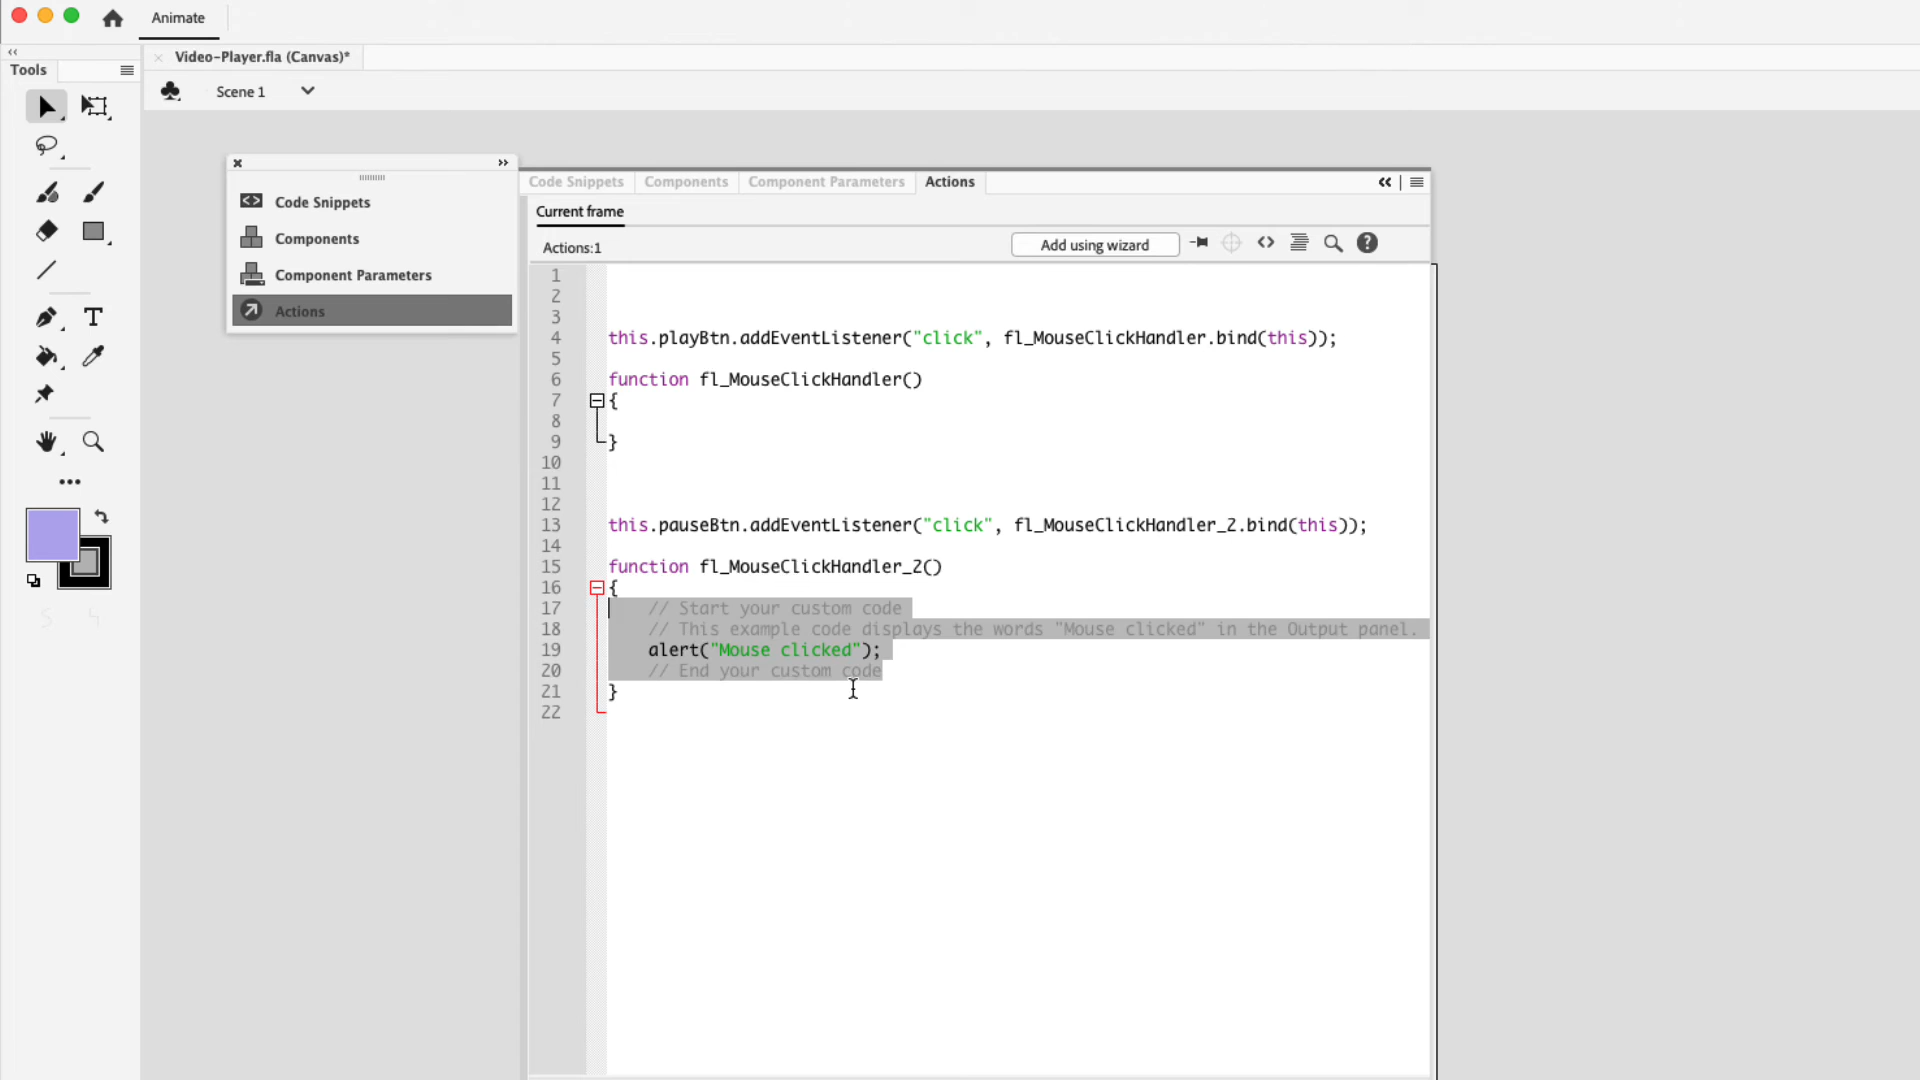 Animate
Video-Player.fla (Canvas)*
Tools
Scene 1
Code Snippets
Components
Component Parameters
Actions
Code Snippets
Components
Component Parameters
Actions
Current frame
Actions:1
Add using wizard
1
2
3
4 this.playBtn.addEventListener("click", fl_MouseClickHandler.bind(this));
5
6 function fl_MouseClickHandler()
7 {
8
9 }
10
11
12
13 this.pauseBtn.addEventListener("click", fl_MouseClickHandler_2.bind(this));
14
15 function fl_MouseClickHandler_2()
16 {
17 // Start your custom code
18 // This example code displays the words "Mouse clicked" in the Output panel.
19 alert("Mouse clicked");
20 // End your custom code
21 }
22